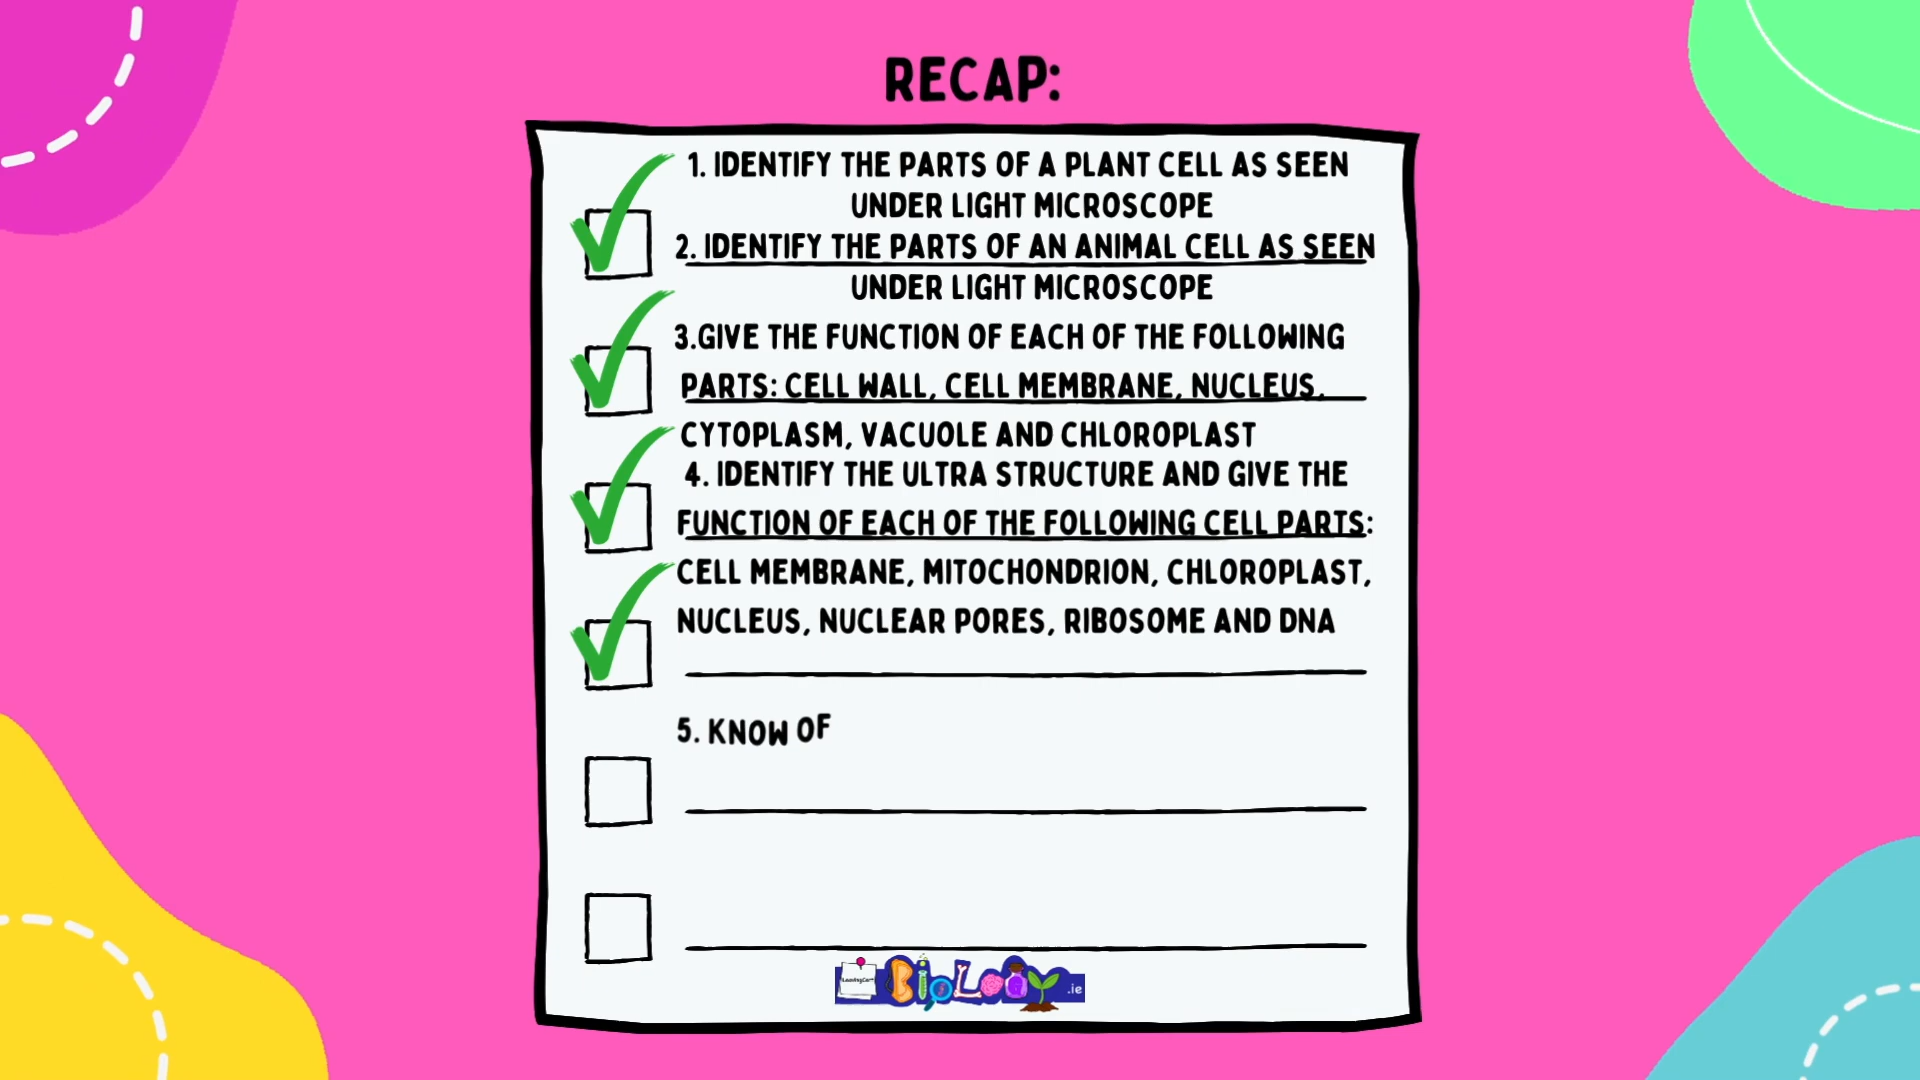 RECAP:
1. IDENTIFY THE PARTS OF A PLANT CELL AS SEEN
UNDER LIGHT MICROSCOPE
2. IDENTIFY THE PARTS OF AN ANIMAL CELL AS SEEN
UNDER LIGHT MICROSCOPE
3.GIVE THE FUNCTION OF EACH OF THE FOLLOWING
PARTS: CELL WALL, CELL MEMBRANE, NUCLEUS,
CYTOPLASM, VACUOLE AND CHLOROPLAST
4. IDENTIFY THE ULTRA STRUCTURE AND GIVE THE
FUNCTION OF EACH OF THE FOLLOWING CELL PARTS:
CELL MEMBRANE, MITOCHONDRION, CHLOROPLAST,
NUCLEUS, NUCLEAR PORES, RIBOSOME AND DNA
5. KNOW OF
LeavingCert BioLogy .ie